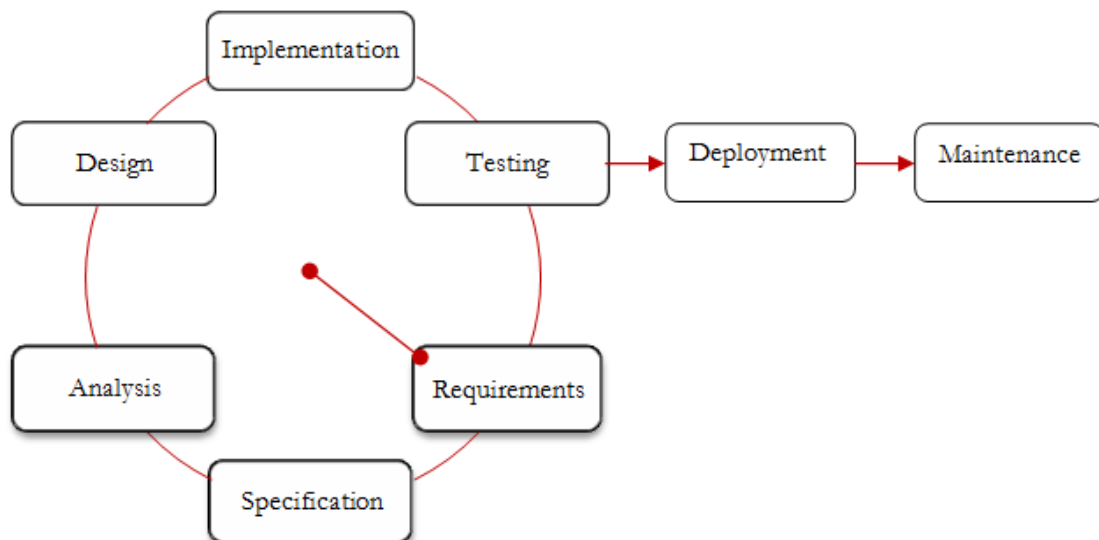 Implementation
Design
Testing
Deployment
Maintenance
Analysis
Requirements
Specification